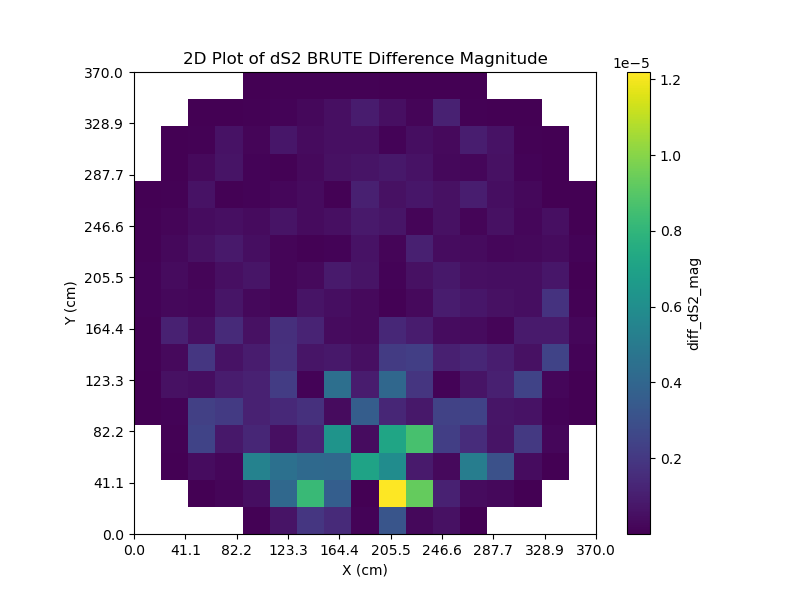 2D Plot of dS2 BRUTE Difference Magnitude
1e−5
370.0
328.9
287.7
246.6
205.5
164.4
123.3
82.2
41.1
0.0
Y (cm)
0.0 41.1 82.2 123.3 164.4 205.5 246.6 287.7 328.9 370.0
X (cm)
1.2
1.0
0.8
0.6
0.4
0.2
diff_dS2_mag